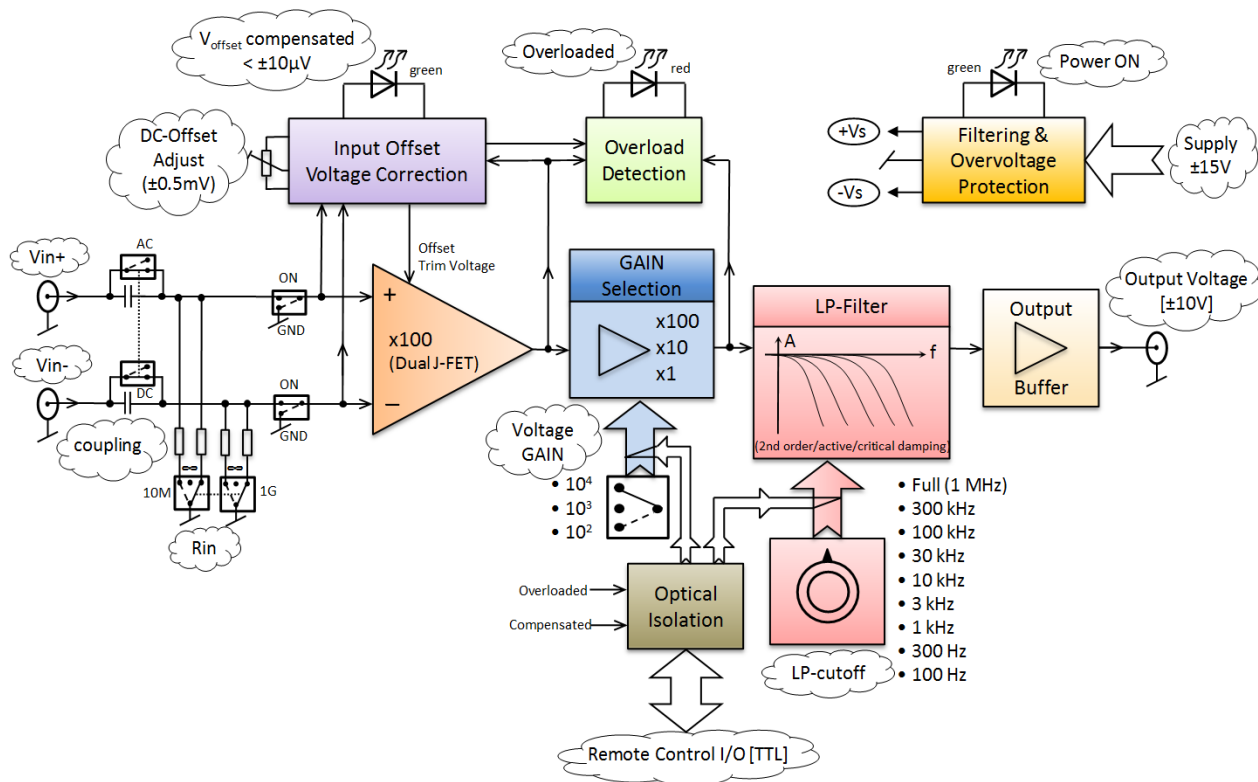 V offset compensated
< ±10µV
green
Overloaded
red
green
Power ON
DC-Offset
Adjust
(±0.5mV)
Input Offset
Voltage Correction
Overload
Detection
+Vs
-Vs
Filtering &
Overvoltage
Protection
Supply
±15V
Vin+
AC
ON
GND
Offset
Trim Voltage
GAIN
Selection
x100
x10
x1
LP-Filter
A
f
(2nd order/active/critical damping)
Output
Buffer
Output Voltage
[±10V]
+
x100
(Dual J-FET)
−
Vin-
DC
ON
GND
coupling
∞
∞
10M
1G
Rin
Voltage
GAIN
• 10⁴
• 10³
• 10²
• Full (1 MHz)
• 300 kHz
• 100 kHz
• 30 kHz
• 10 kHz
• 3 kHz
• 1 kHz
• 300 Hz
• 100 Hz
Overloaded
Compensated
Optical
Isolation
LP-cutoff
Remote Control I/O [TTL]